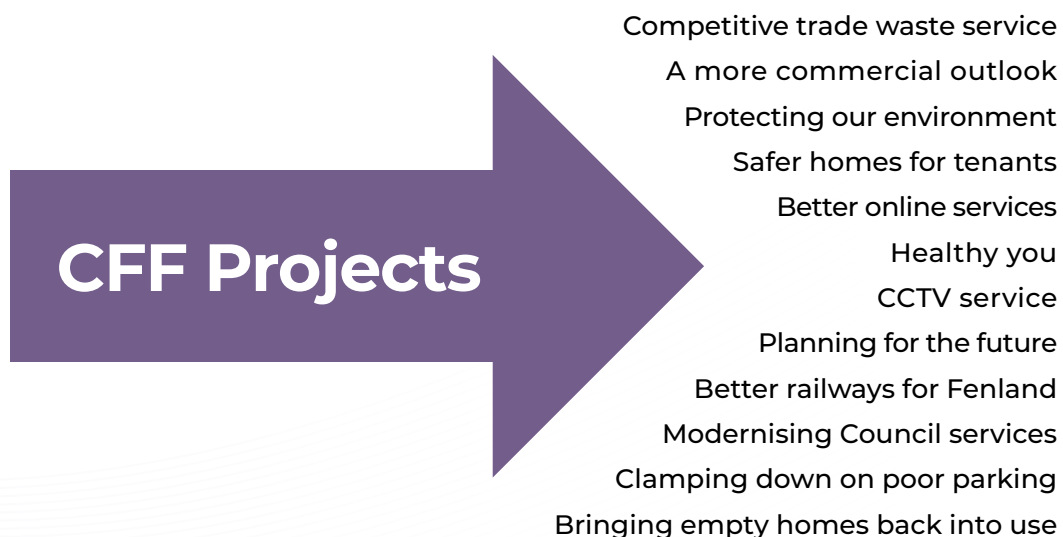 Competitive trade waste service
A more commercial outlook
Protecting our environment
Safer homes for tenants
Better online services
CFF Projects
Healthy you
CCTV service
Planning for the future
Better railways for Fenland
Modernising Council services
Clamping down on poor parking
Bringing empty homes back into use